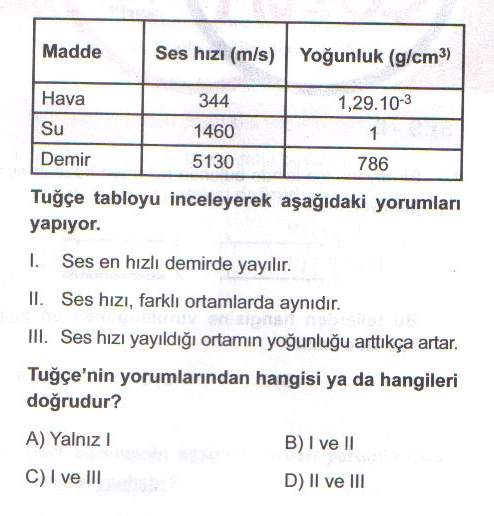 Madde Ses hızı (m/s) Yoğunluk (g/cm³)
Hava 344 1,29.10⁻³
Su 1460 1
Demir 5130 786
Tuğçe tabloyu inceleyerek aşağıdaki yorumları
yapıyor.
I. Ses en hızlı demirde yayılır.
II. Ses hızı, farklı ortamlarda aynıdır.
III. Ses hızı yayıldığı ortamın yoğunluğu arttıkça artar.
Tuğçe'nin yorumlarından hangisi ya da hangileri
doğrudur?
A) Yalnız I B) I ve II
C) I ve III D) II ve III